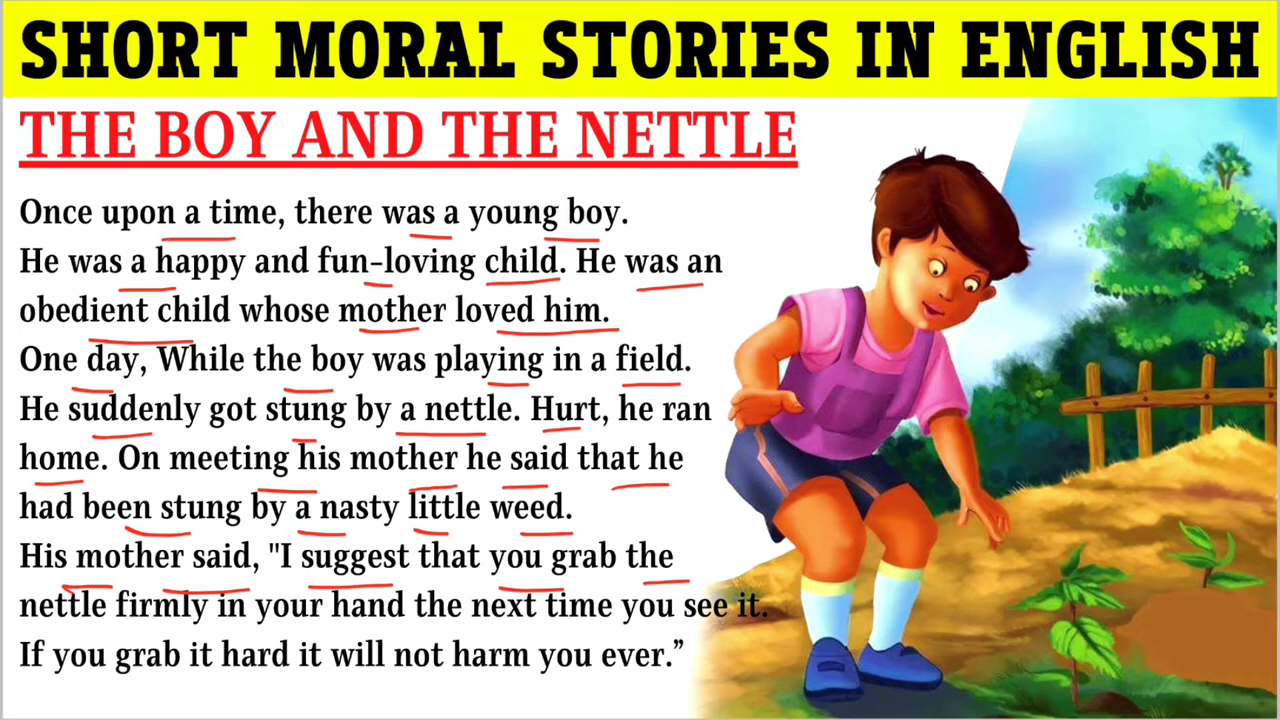 SHORT MORAL STORIES IN ENGLISH
THE BOY AND THE NETTLE
Once upon a time, there was a young boy.
He was a happy and fun-loving child. He was an
obedient child whose mother loved him.
One day, While the boy was playing in a field.
He suddenly got stung by a nettle. Hurt, he ran
home. On meeting his mother he said that he
had been stung by a nasty little weed.
His mother said, "I suggest that you grab the
nettle firmly in your hand the next time you see it.
If you grab it hard it will not harm you ever.”